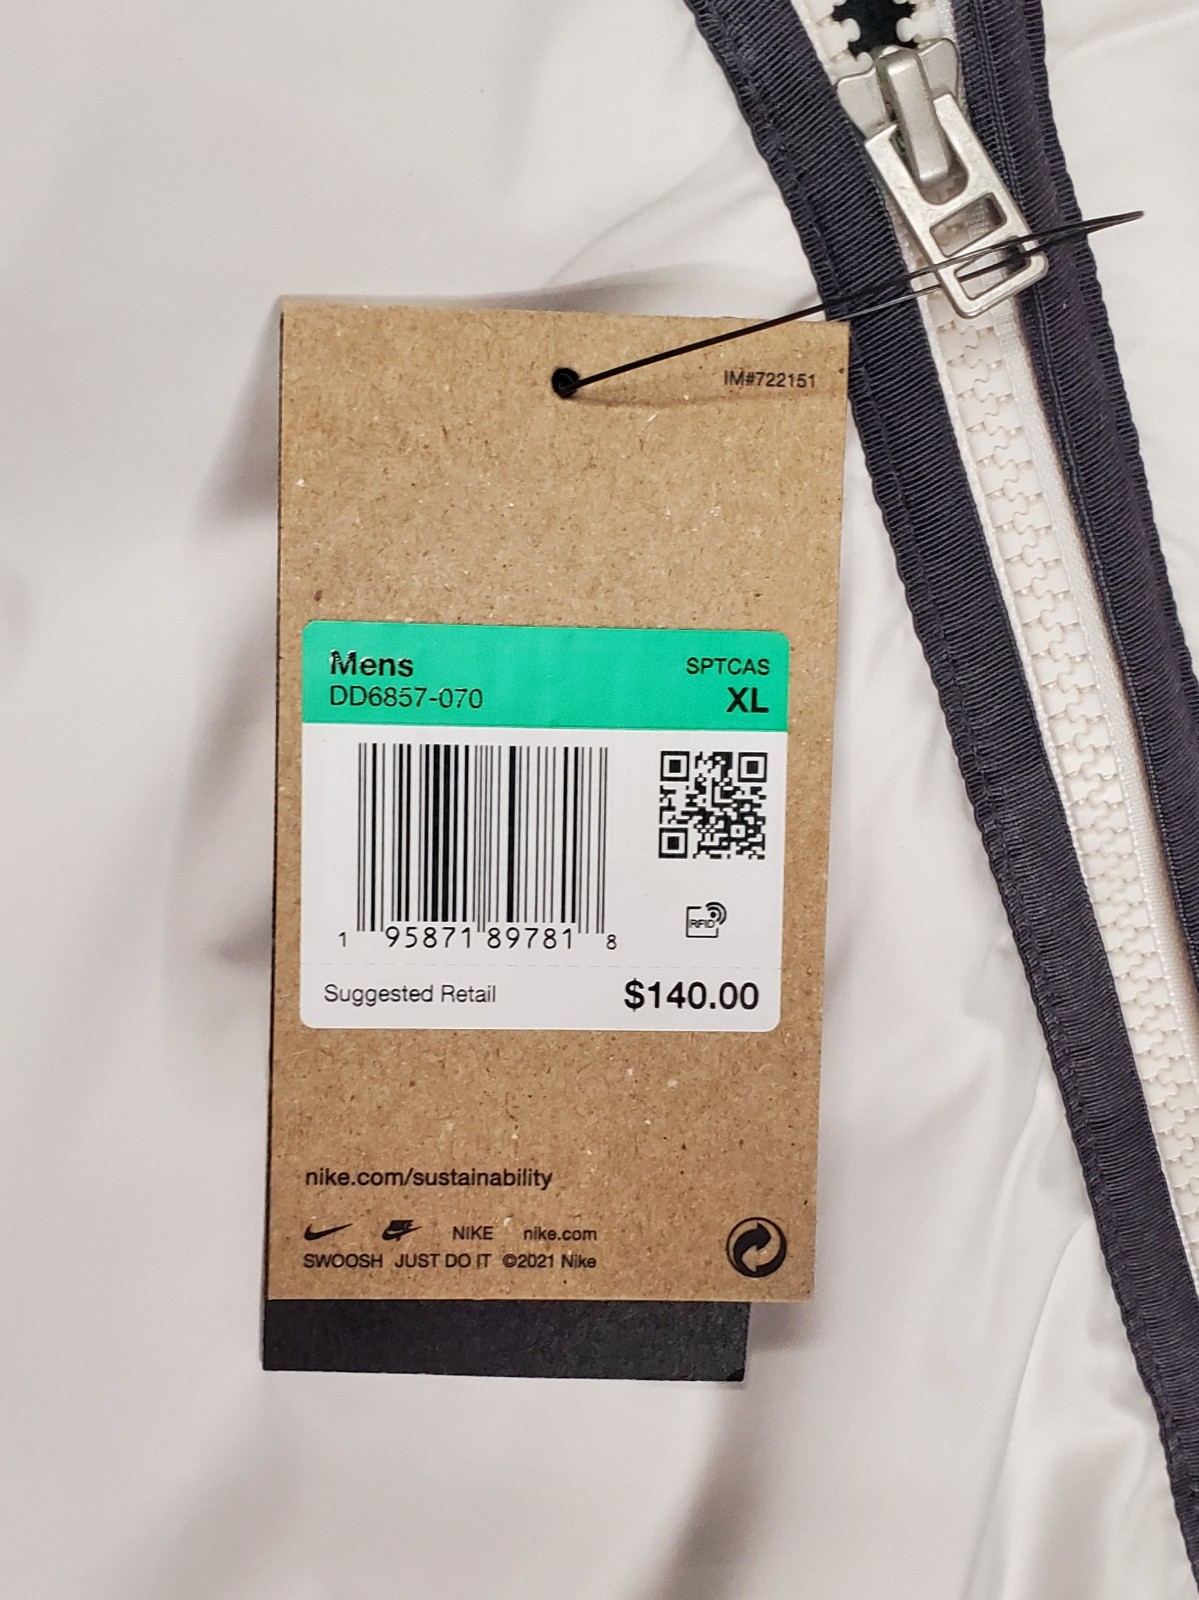 IM#722151
Mens SPTCAS
DD6857-070 XL
RFID
1 95871 89781 8
Suggested Retail $140.00
nike.com/sustainability
NIKE nike.com
SWOOSH JUST DO IT ©2021 Nike